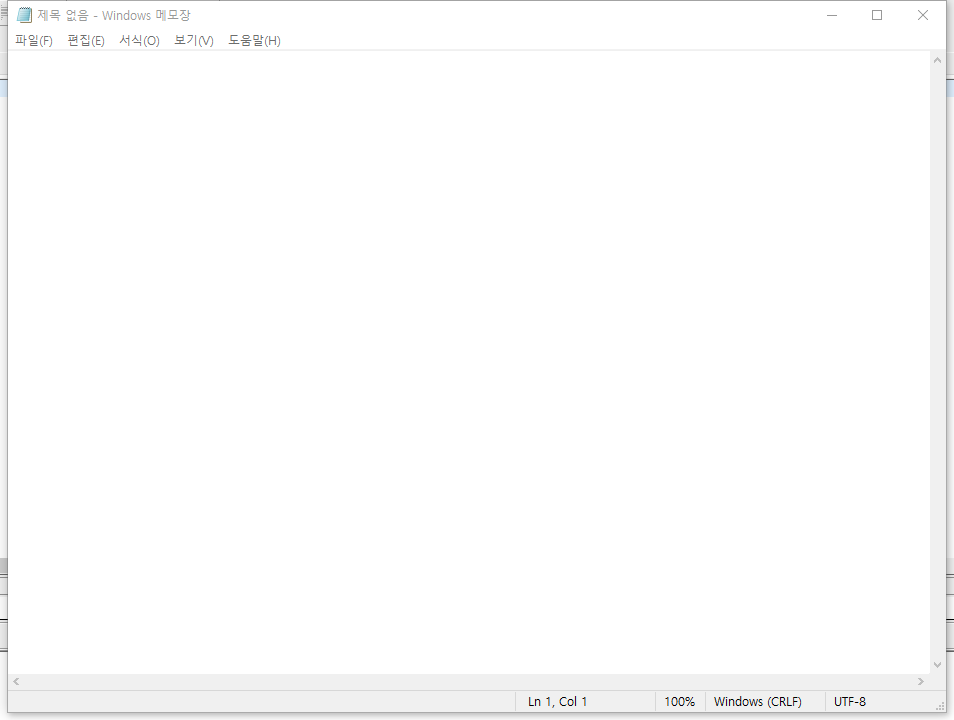 제목 없음 - Windows 메모장
파일(F) 편집(E) 서식(O) 보기(V) 도움말(H)
Ln 1, Col 1 100% Windows (CRLF) UTF-8